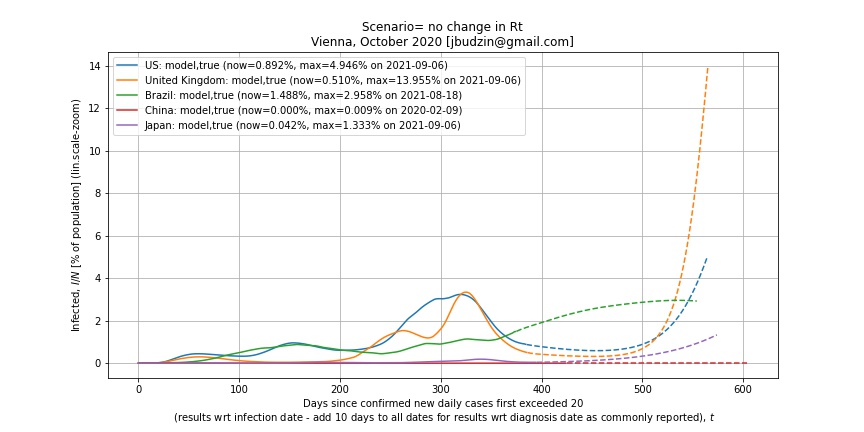 Scenario= no change in Rt
Vienna, October 2020 [jbudzin@gmail.com]
US: model,true (now=0.892%, max=4.946% on 2021-09-06)
United Kingdom: model,true (now=0.510%, max=13.955% on 2021-09-06)
Brazil: model,true (now=1.488%, max=2.958% on 2021-08-18)
China: model,true (now=0.000%, max=0.009% on 2020-02-09)
Japan: model,true (now=0.042%, max=1.333% on 2021-09-06)
Infected, I/N [% of population] (lin.scale-zoom)
14
12
10
8
6
4
2
0
0 100 200 300 400 500 600
Days since confirmed new daily cases first exceeded 20
(results wrt infection date - add 10 days to all dates for results wrt diagnosis date as commonly reported), t